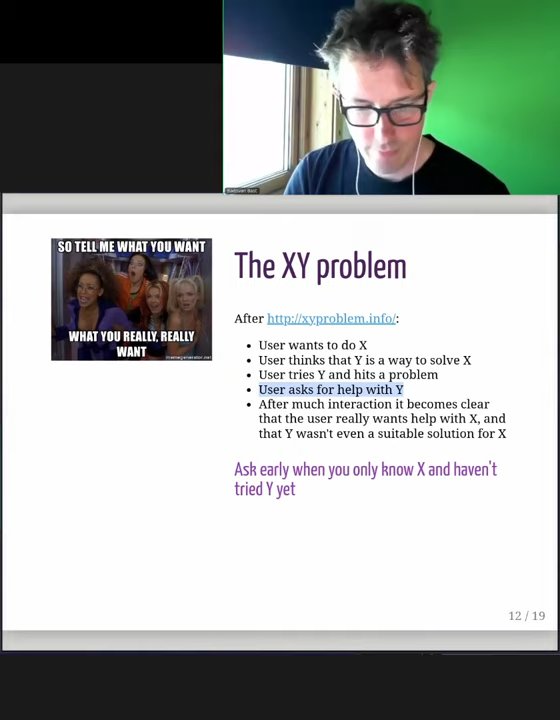 SO TELL ME WHAT YOU WANT
WHAT YOU REALLY, REALLY
WANT
memegenerator.net
The XY problem
After http://xyproblem.info/:
• User wants to do X
• User thinks that Y is a way to solve X
• User tries Y and hits a problem
• User asks for help with Y
• After much interaction it becomes clear
that the user really wants help with X, and
that Y wasn't even a suitable solution for X
Ask early when you only know X and haven't
tried Y yet
12 / 19